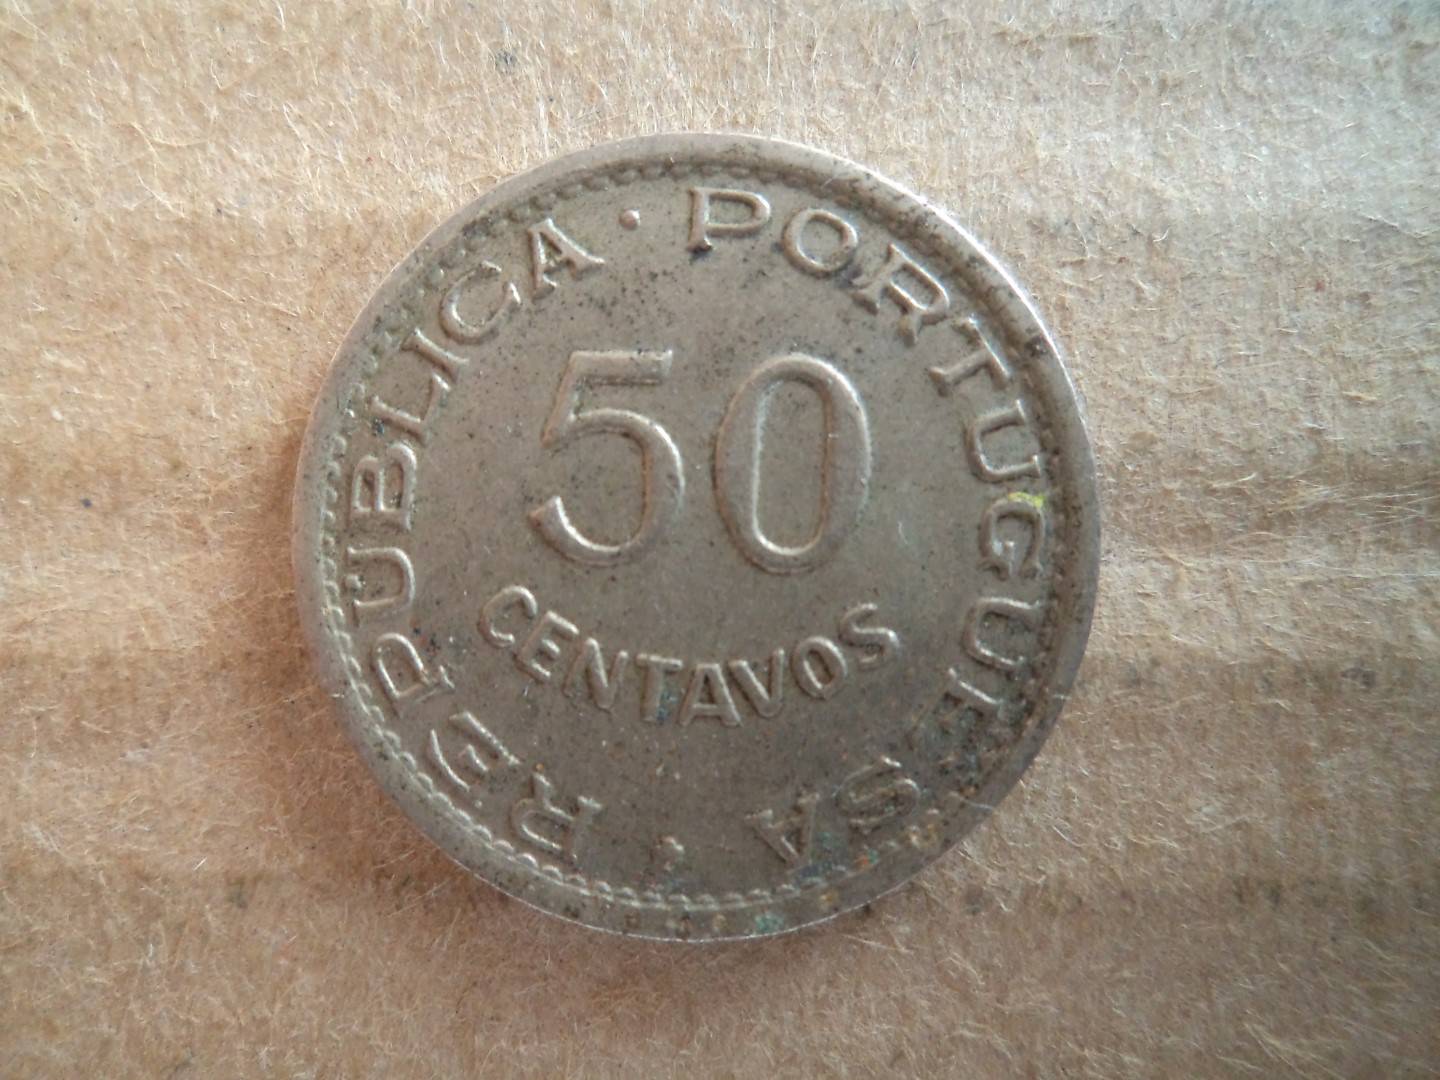 REPÚBLICA · PORTUGUESA ·
50
CENTAVOS